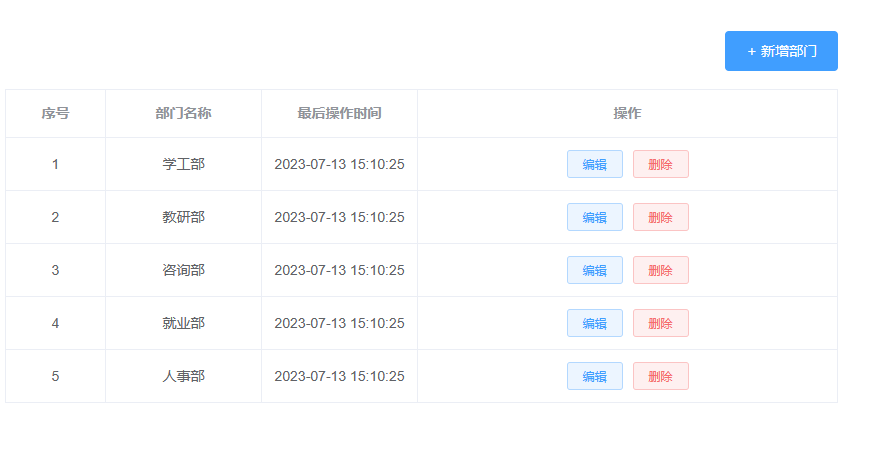 + 新增部门
序号 部门名称 最后操作时间 操作
1 学工部 2023-07-13 15:10:25 编辑 删除
2 教研部 2023-07-13 15:10:25 编辑 删除
3 咨询部 2023-07-13 15:10:25 编辑 删除
4 就业部 2023-07-13 15:10:25 编辑 删除
5 人事部 2023-07-13 15:10:25 编辑 删除